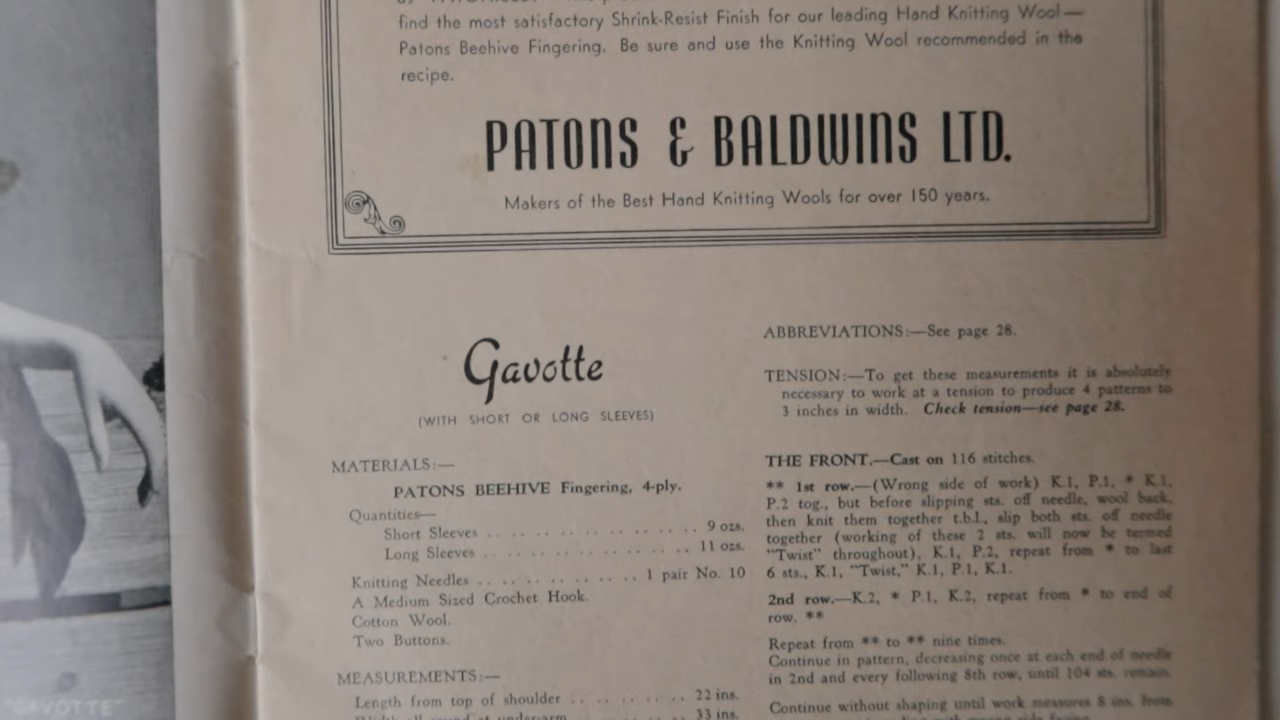 find the most satisfactory Shrink-Resist Finish for our leading Hand Knitting Wool—
Patons Beehive Fingering. Be sure and use the Knitting Wool recommended in the
recipe.
PATONS & BALDWINS LTD.
Makers of the Best Hand Knitting Wools for over 150 years.
Gavotte
(WITH SHORT OR LONG SLEEVES)
MATERIALS:—
PATONS BEEHIVE Fingering, 4-ply.
Quantities—
Short Sleeves .. .. .. .. .. .. .. .. 9 ozs.
Long Sleeves .. .. .. .. .. .. .. .. 11 ozs.
Knitting Needles .. .. .. .. .. .. 1 pair No. 10
A Medium Sized Crochet Hook.
Cotton Wool.
Two Buttons.
MEASUREMENTS:—
Length from top of shoulder .. .. .. .. 22 ins.
33 ins.
ABBREVIATIONS:—See page 28.
TENSION:—To get these measurements it is absolutely
necessary to work at a tension to produce 4 patterns to
3 inches in width. Check tension—see page 28.
THE FRONT.—Cast on 116 stitches.
** 1st row.—(Wrong side of work) K.1, P.1, * K.1,
P.2 tog., but before slipping sts. off needle, wool back,
then knit them together t.b.l., slip both sts. off needle
together (working of these 2 sts. will now be termed
"Twist" throughout), K.1, P.2, repeat from * to last
6 sts., K.1, "Twist," K.1, P.1, K.1.
2nd row.—K.2, * P.1, K.2, repeat from * to end of
row. **
Repeat from ** to ** nine times.
Continue in pattern, decreasing once at each end of needle
in 2nd and every following 8th row, until 104 sts. remain.
Continue without shaping until work measures 8 ins. from
"GAVOTTE"